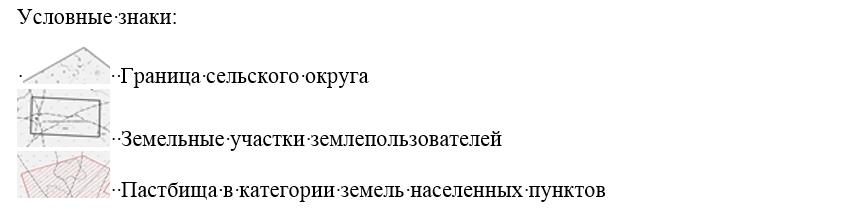 Условные знаки:
Граница сельского округа
Земельные участки землепользователей
Пастбища в категории земель населенных пунктов